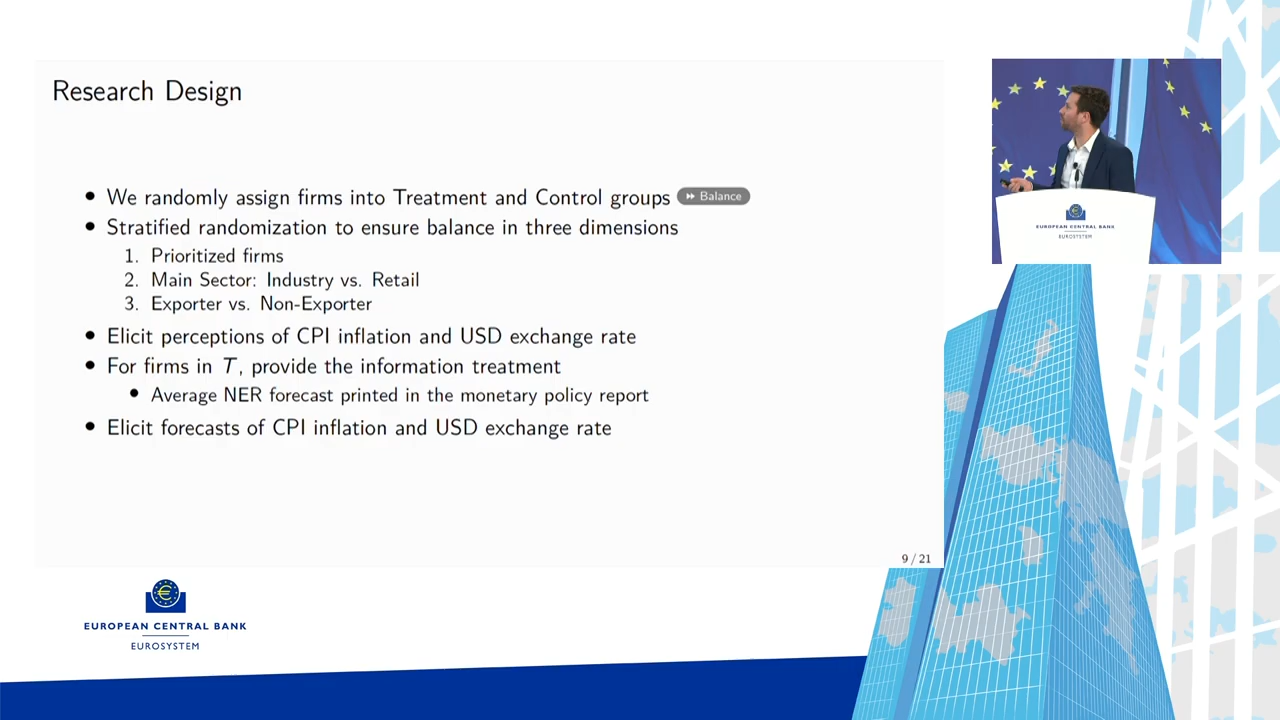 Research Design
We randomly assign firms into Treatment and Control groups Balance
Stratified randomization to ensure balance in three dimensions
1. Prioritized firms
2. Main Sector: Industry vs. Retail
3. Exporter vs. Non-Exporter
Elicit perceptions of CPI inflation and USD exchange rate
For firms in T, provide the information treatment
Average NER forecast printed in the monetary policy report
Elicit forecasts of CPI inflation and USD exchange rate
9 / 21
EUROPEAN CENTRAL BANK
EUROSYSTEM
EUROPEAN CENTRAL BANK
EUROSYSTEM